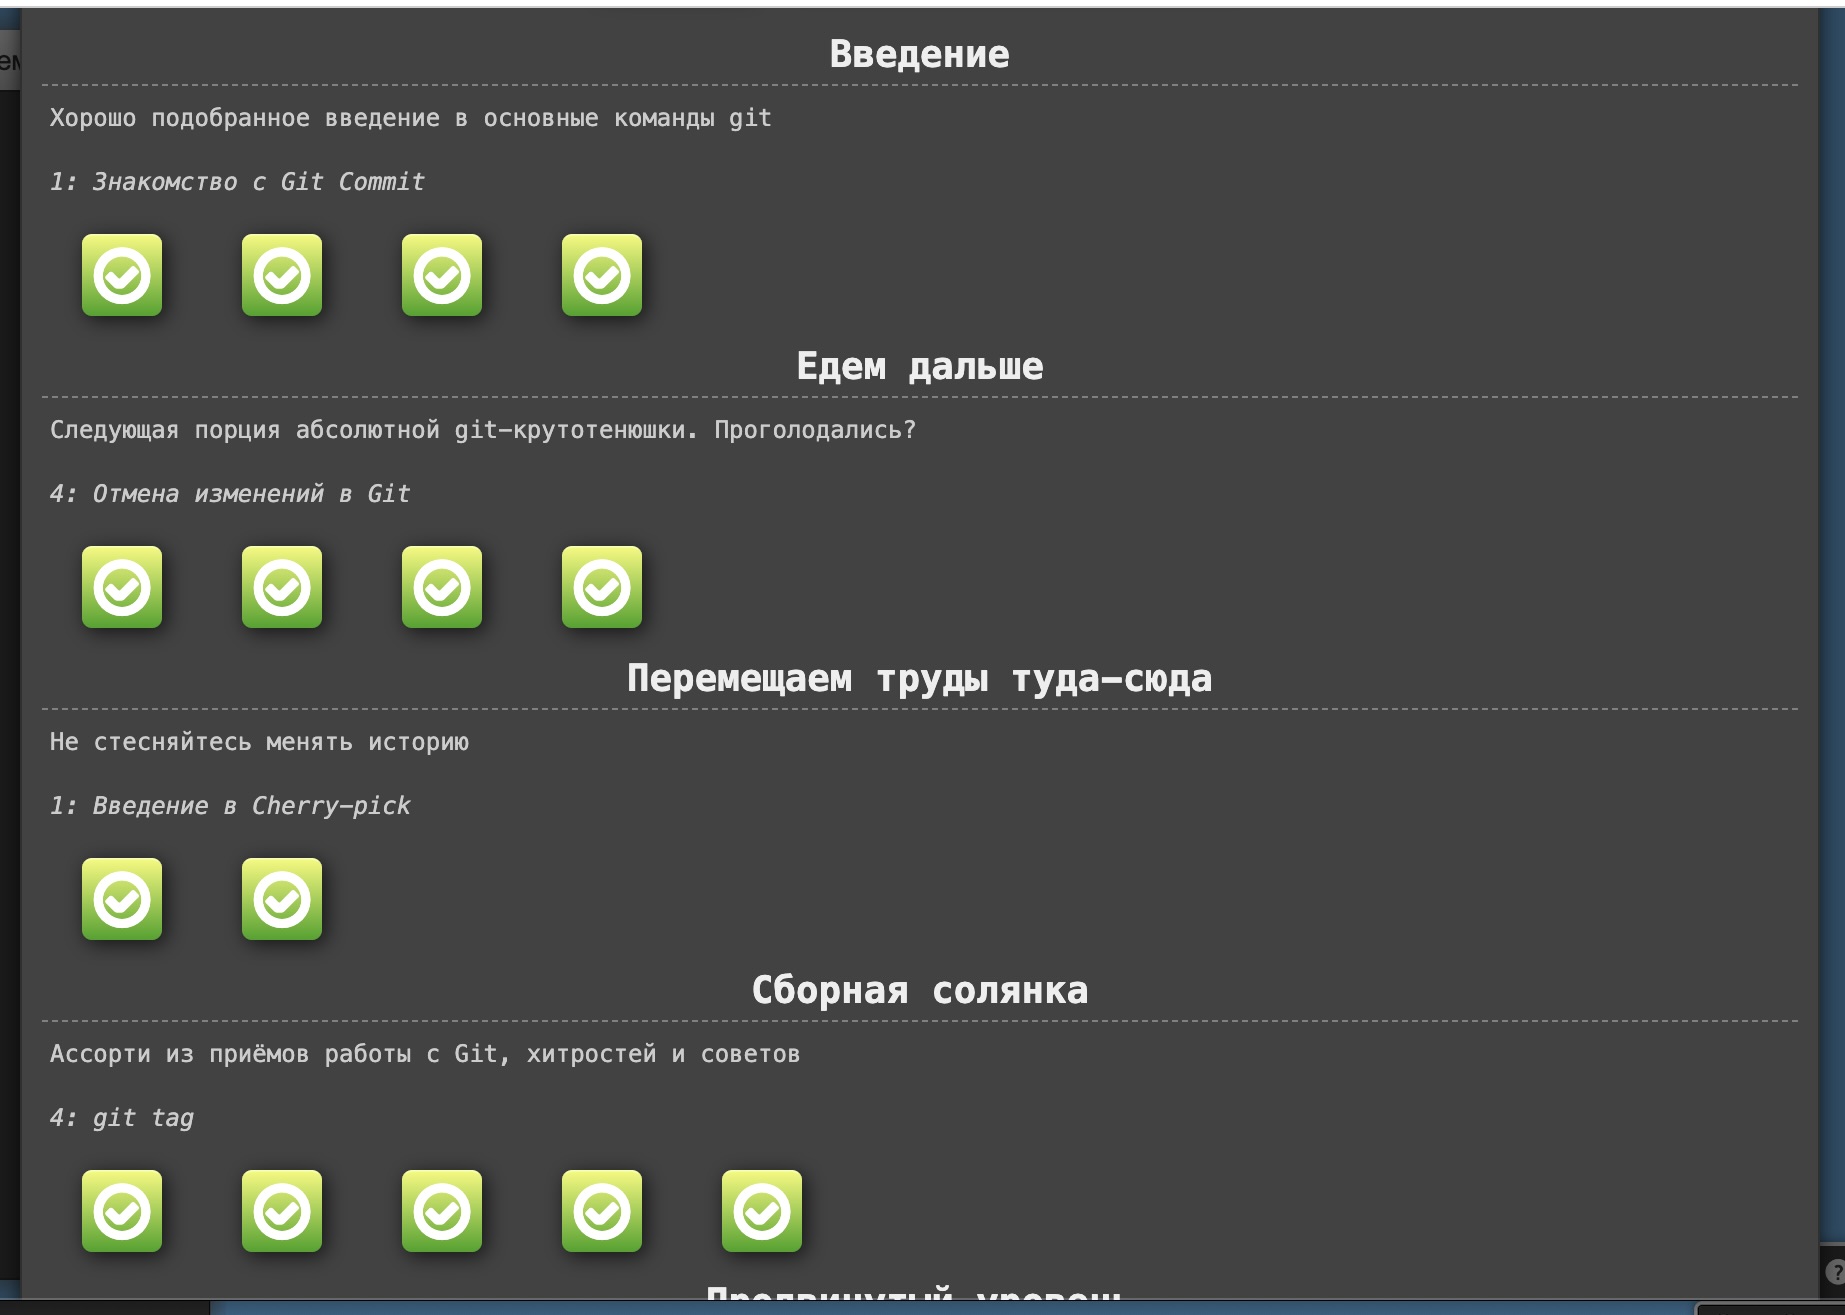 Введение
Хорошо подобранное введение в основные команды git
1: Знакомство с Git Commit
Едем дальше
Следующая порция абсолютной git-крутотенюшки. Проголодались?
4: Отмена изменений в Git
Перемещаем труды туда-сюда
Не стесняйтесь менять историю
1: Введение в Cherry-pick
Сборная солянка
Ассорти из приёмов работы с Git, хитростей и советов
4: git tag
Продвинутый уровень
?